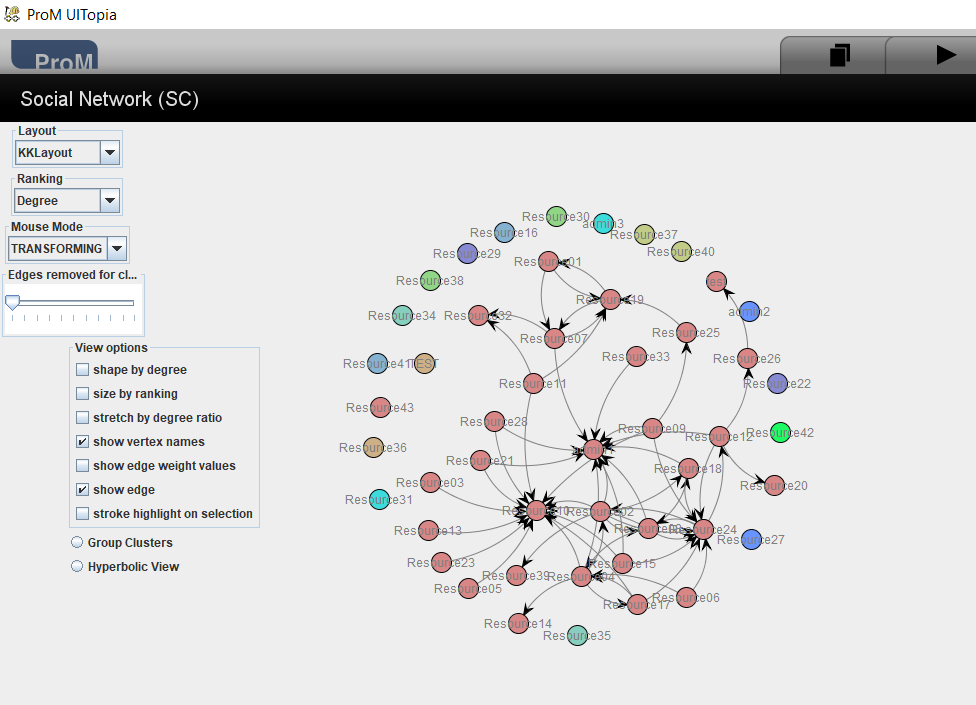 ProM UITopia
ProM
Social Network (SC)
Layout
KKLayout
Ranking
Degree
Mouse Mode
TRANSFORMING
Edges removed for cl...
View options
shape by degree
size by ranking
stretch by degree ratio
show vertex names
show edge weight values
show edge
stroke highlight on selection
Group Clusters
Hyperbolic View
Resource30
admin3
Resource16
Resource37
Resource29
Resource40
Resource01
Resource38
test
Resource19
Resource34
Resource32
admin2
Resource25
Resource07
Resource33
Resource26
Resource41
TEST
Resource11
Resource22
Resource43
Resource28
Resource09
Resource12
Resource42
Resource36
Resource21
Resource18
Resource03
Resource20
Resource31
Resource10
Resource02
Resource13
Resource24
Resource27
Resource23
Resource15
Resource39
Resource04
Resource05
Resource17
Resource06
Resource14
Resource35